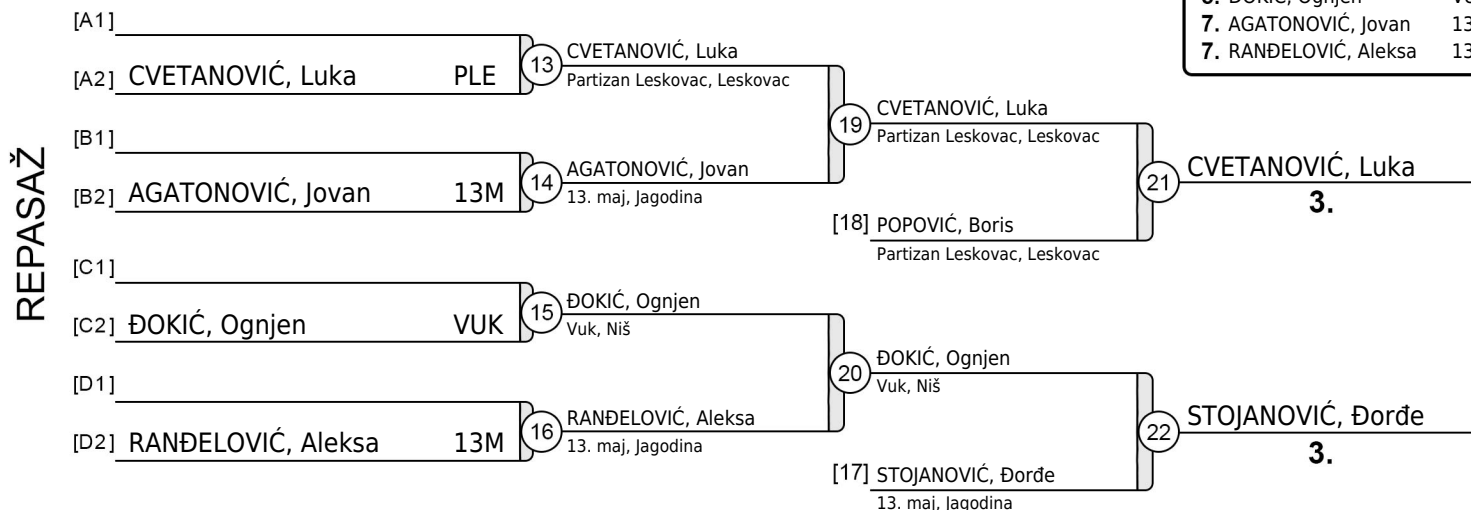 REPASAŽ
[A1]
[A2] CVETANOVIĆ, Luka PLE
[B1]
[B2] AGATONOVIĆ, Jovan 13M
[C1]
[C2] ĐOKIĆ, Ognjen VUK
[D1]
[D2] RANĐELOVIĆ, Aleksa 13M
13
CVETANOVIĆ, Luka
Partizan Leskovac, Leskovac
14
AGATONOVIĆ, Jovan
13. maj, Jagodina
15
ĐOKIĆ, Ognjen
Vuk, Niš
16
RANĐELOVIĆ, Aleksa
13. maj, Jagodina
19
CVETANOVIĆ, Luka
Partizan Leskovac, Leskovac
[18] POPOVIĆ, Boris
Partizan Leskovac, Leskovac
20
ĐOKIĆ, Ognjen
Vuk, Niš
[17] STOJANOVIĆ, Đorđe
13. maj, Jagodina
21
CVETANOVIĆ, Luka
3.
22
STOJANOVIĆ, Đorđe
3.
7. AGATONOVIĆ, Jovan 13
7. RANĐELOVIĆ, Aleksa 13